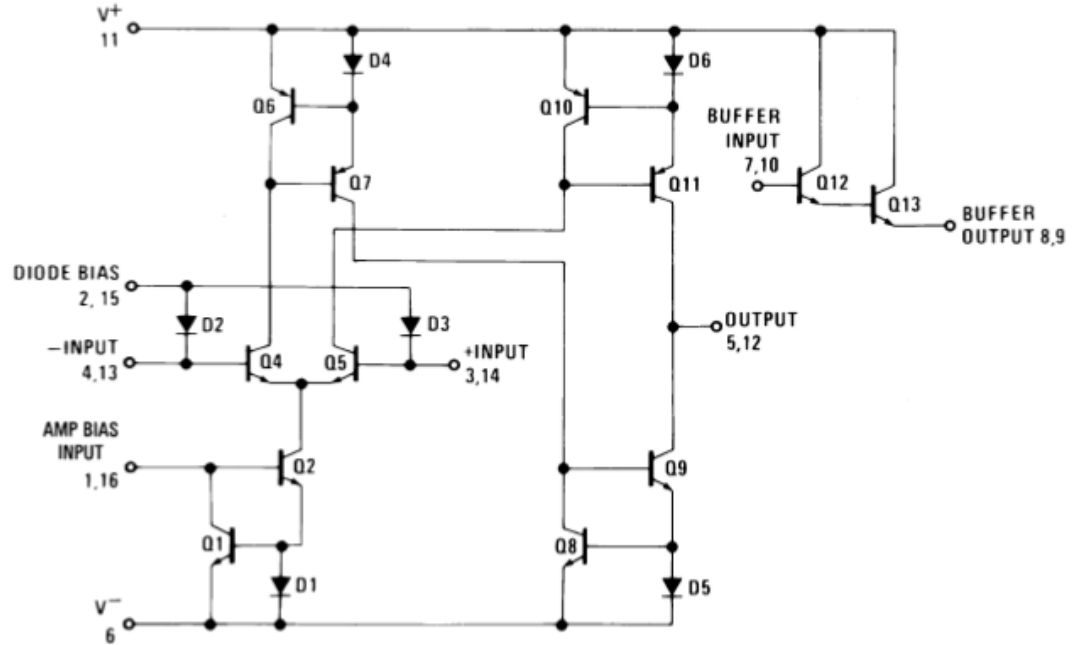 V+
11
D4
D6
Q6
Q10
BUFFER
INPUT
7,10
Q7
Q11
Q12
Q13
BUFFER
OUTPUT 8,9
DIODE BIAS
2, 15
D2
D3
OUTPUT
5,12
—INPUT
4,13
Q4
Q5
+INPUT
3,14
AMP BIAS
INPUT
1,16
Q2
Q9
Q1
Q8
D1
D5
V—
6